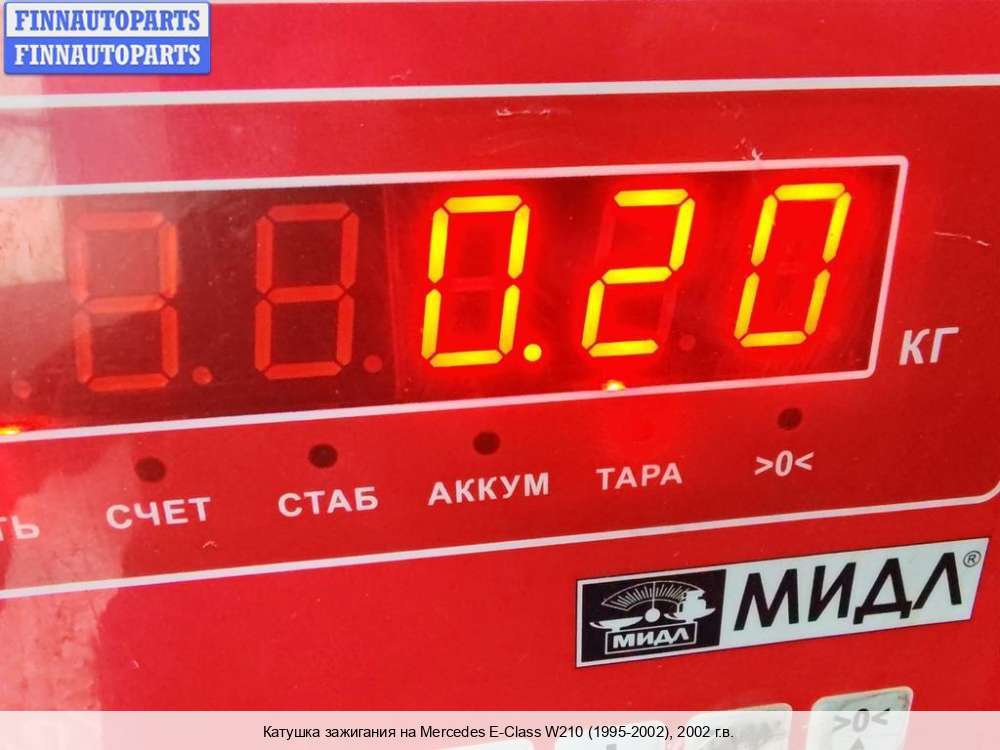 FINNAUTOPARTS
FINNAUTOPARTS
0.20
КГ
СЧЕТ СТАБ АККУМ ТАРА >0<
МИДЛ МИДЛ®
>0<
Катушка зажигания на Mercedes E-Class W210 (1995-2002), 2002 г.в.